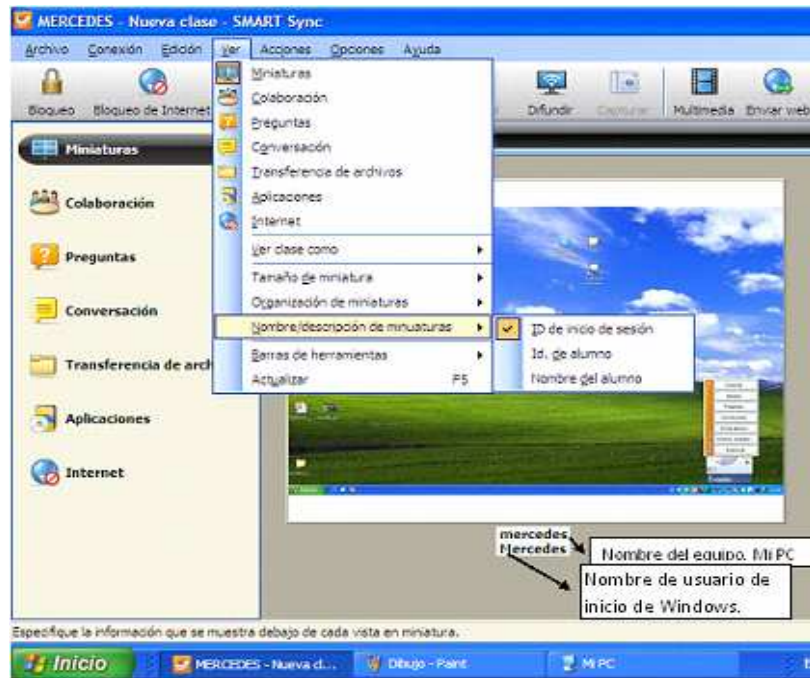 MERCEDES - Nueva clase - SMART Sync
Archivo Conexión Edición Ver Acciones Opciones Ayuda
Bloqueo Bloqueo de Internet Difundir Capturar Multimedia Enviar web
Miniaturas
Colaboración
Preguntas
Conversación
Transferencia de archivos
Aplicaciones
Internet
Ver clase como
Tamaño de miniatura
Organización de miniaturas
Nombre/descripción de minuaturas
Barras de herramientas
Actualizar F5
ID de inicio de sesión
Id. de alumno
Nombre del alumno
Miniaturas
Colaboración
Preguntas
Conversación
Transferencia de arch
Aplicaciones
Internet
mercedes
Mercedes
Nombre del equipo. Mi PC
Nombre de usuario de
inicio de Windows.
Especifique la información que se muestra debajo de cada vista en miniatura.
Inicio MERCEDES - Nueva cl... Dibujo - Paint Mi PC